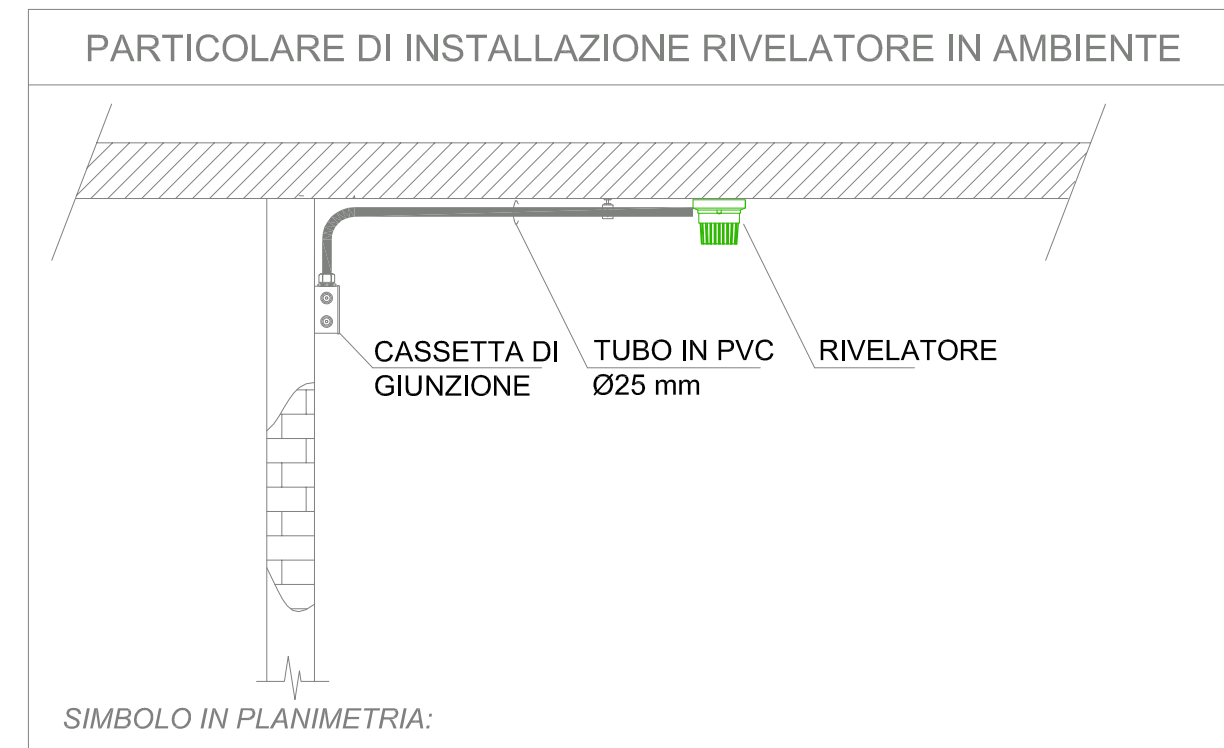 PARTICOLARE DI INSTALLAZIONE RIVELATORE IN AMBIENTE
CASSETTA DI
GIUNZIONE
TUBO IN PVC
Ø25 mm
RIVELATORE
SIMBOLO IN PLANIMETRIA: